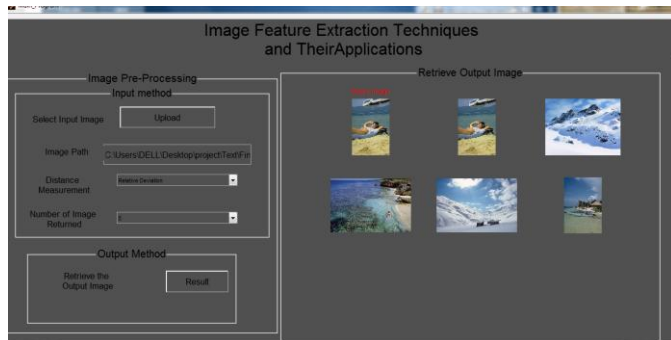 Image Feature Extraction Techniques
and TheirApplications
Image Pre-Processing
Input method
Select Input Image
Upload
Image Path
C:\Users\DELL\Desktop\project\Text\Fir
Distance
Measurement
Relative Deviation
Number of Image
Returned
Output Method
Retrieve the
Output Image
Result
Retrieve Output Image